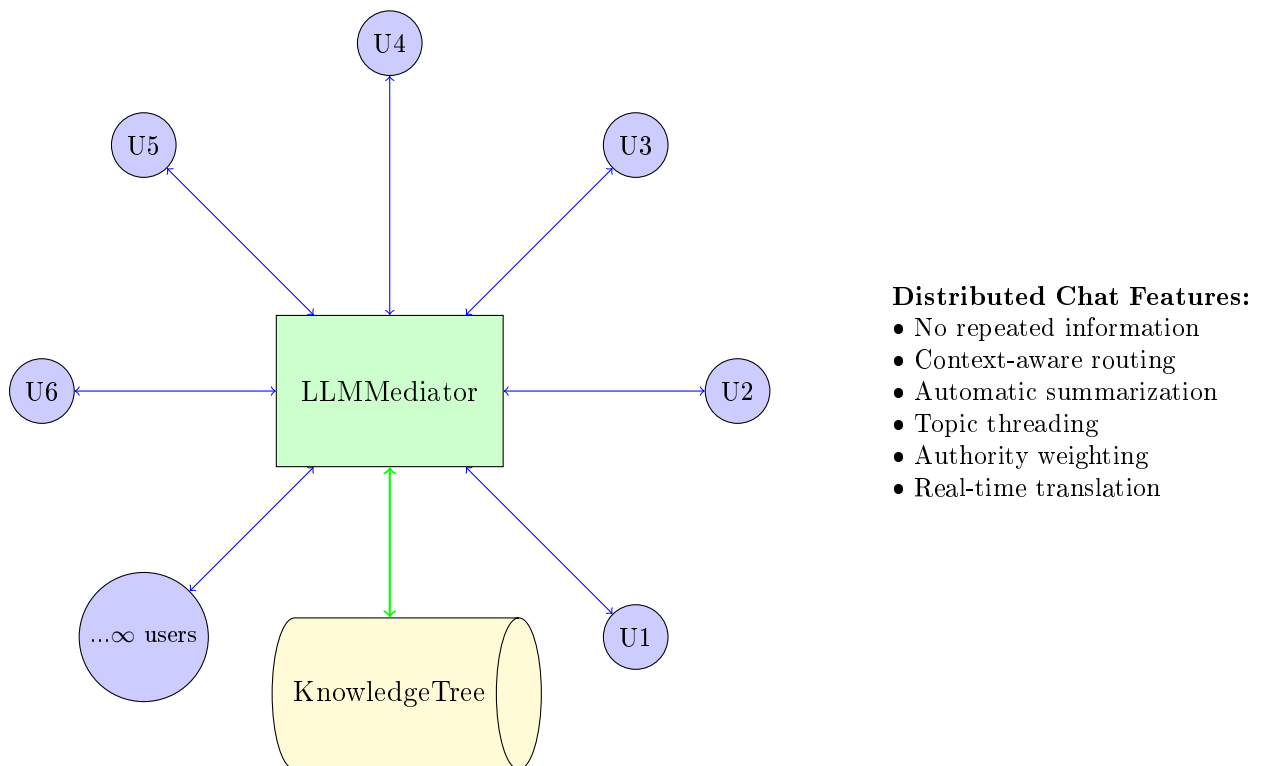 U4
U5
U3
U6
LLMMediator
U2
...∞ users
U1
KnowledgeTree
Distributed Chat Features:
• No repeated information
• Context-aware routing
• Automatic summarization
• Topic threading
• Authority weighting
• Real-time translation